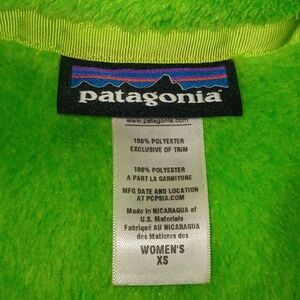 patagonia
www.patagonia.com
100% POLYESTER
EXCLUSIVE OF TRIM
100% POLYESTER
A PART LA GARNITURE
MFG DATE AND LOCATION
AT PCPSIA.COM
Made in NICARAGUA of
U.S. Materials
Fabriqué AU NICARAGUA avec
des Matières des
WOMEN'S
XS